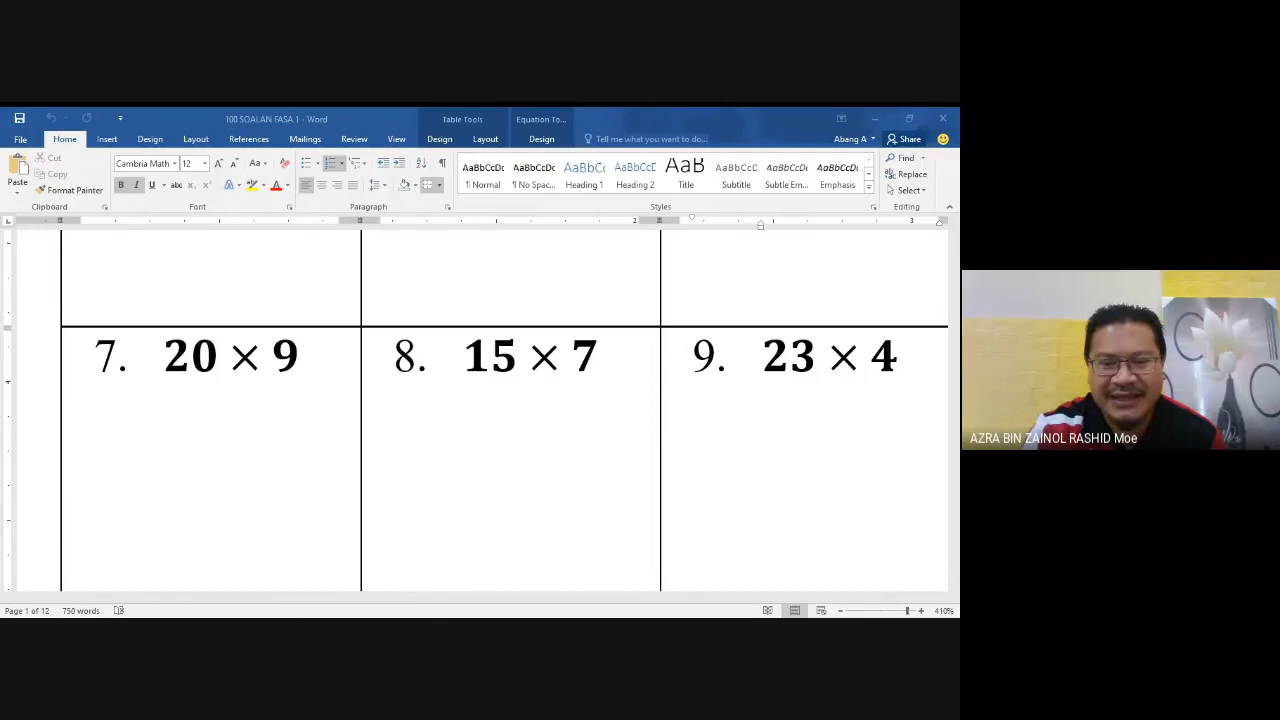 100 SOALAN FASA 1 - Word
Table Tools
Equation To...
File Home Insert Design Layout References Mailings Review View Design Layout Design Tell me what you want to do... Abang A Share
Paste
Cut
Copy
Format Painter
Clipboard
Cambria Math 12
Font
Paragraph
AaBbCcDc AaBbCcDc AaBbC( AaBbCcE AaB AaBbCcD AaBbCcD AaBbCcD
¶ Normal ¶ No Spac... Heading 1 Heading 2 Title Subtitle Subtle Em... Emphasis
Styles
Find
Replace
Select
Editing
2 3
7. 20 × 9
8. 15 × 7
9. 23 × 4
AZRA BIN ZAINOL RASHID Moe
Page 1 of 12 750 words 410%